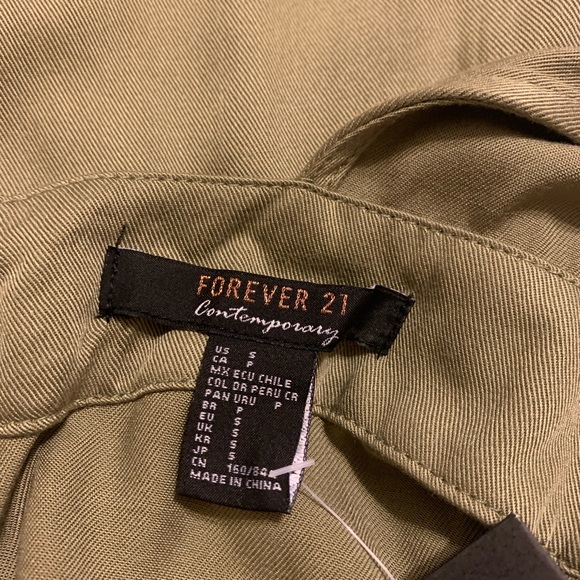 FOREVER 21
Contemporary
US S
CA P
MX ECU CHILE
COL DR PERU CR
PAN URU P
BR P
EU S
UK S
KR S
JP S
CN 160/84A
MADE IN CHINA